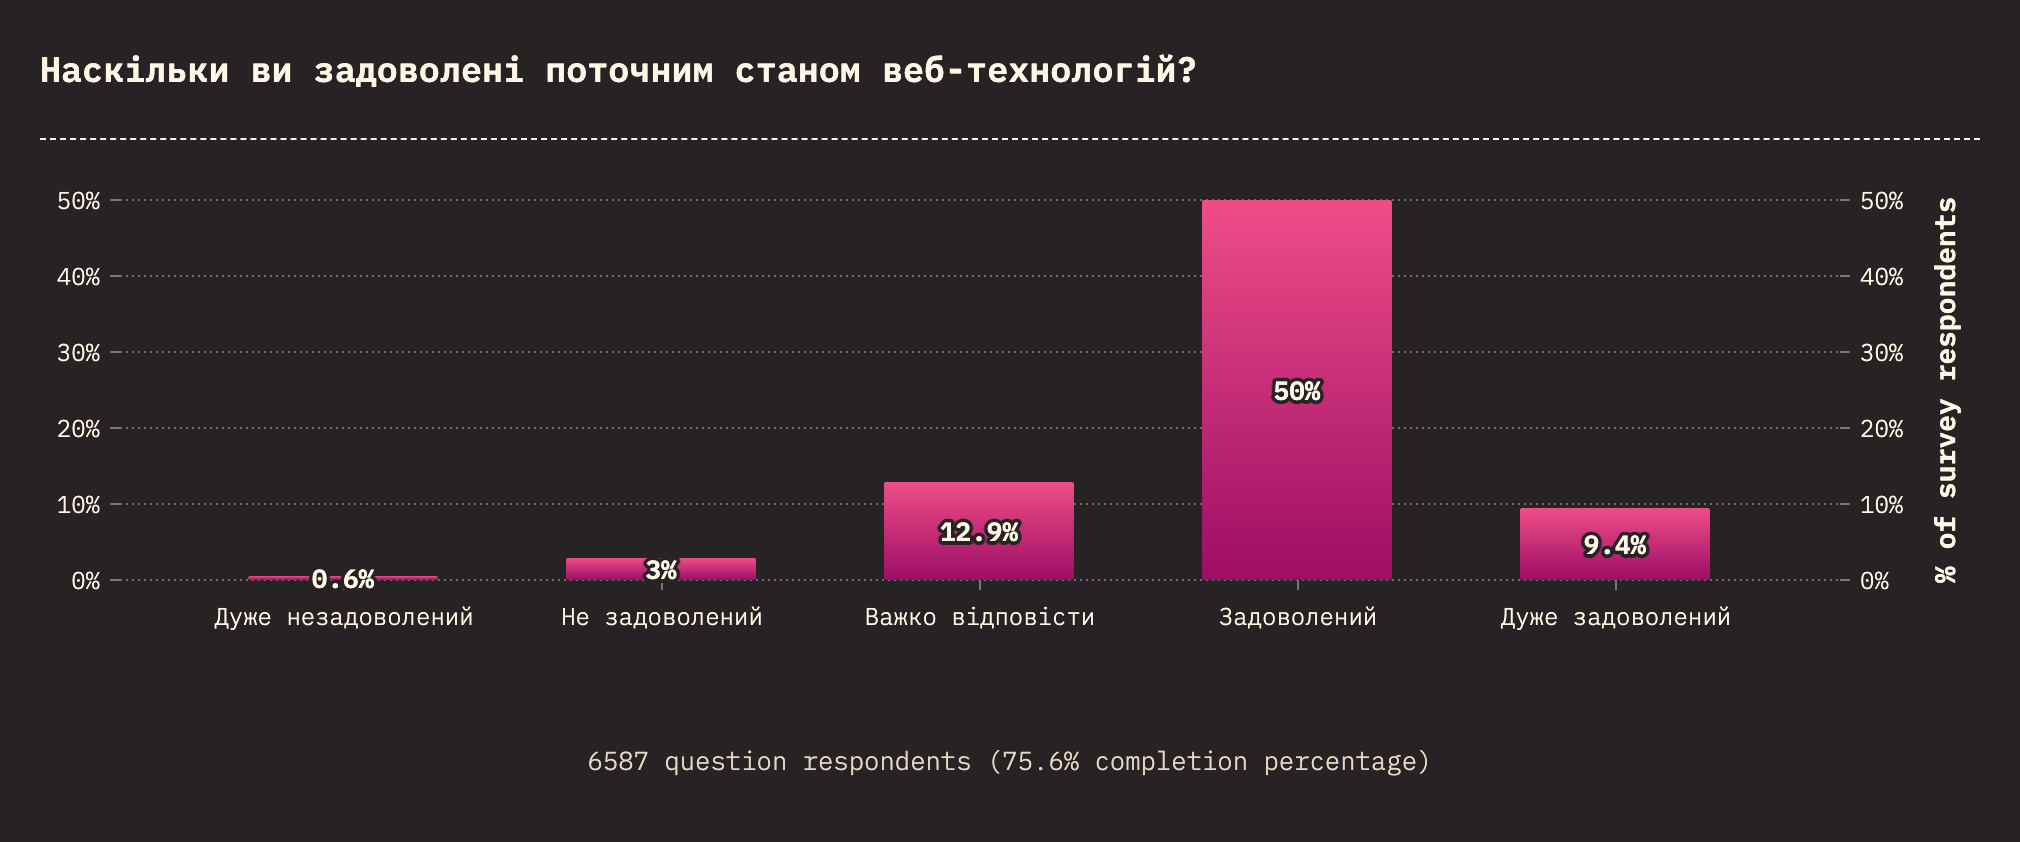 Наскільки ви задоволені поточним станом веб-технологій?
50%
40%
30%
20%
10%
0%
0.6%
3%
12.9%
50%
9.4%
50%
40%
30%
20%
10%
0%
% of survey respondents
Дуже незадоволений
Не задоволений
Важко відповісти
Задоволений
Дуже задоволений
6587 question respondents (75.6% completion percentage)